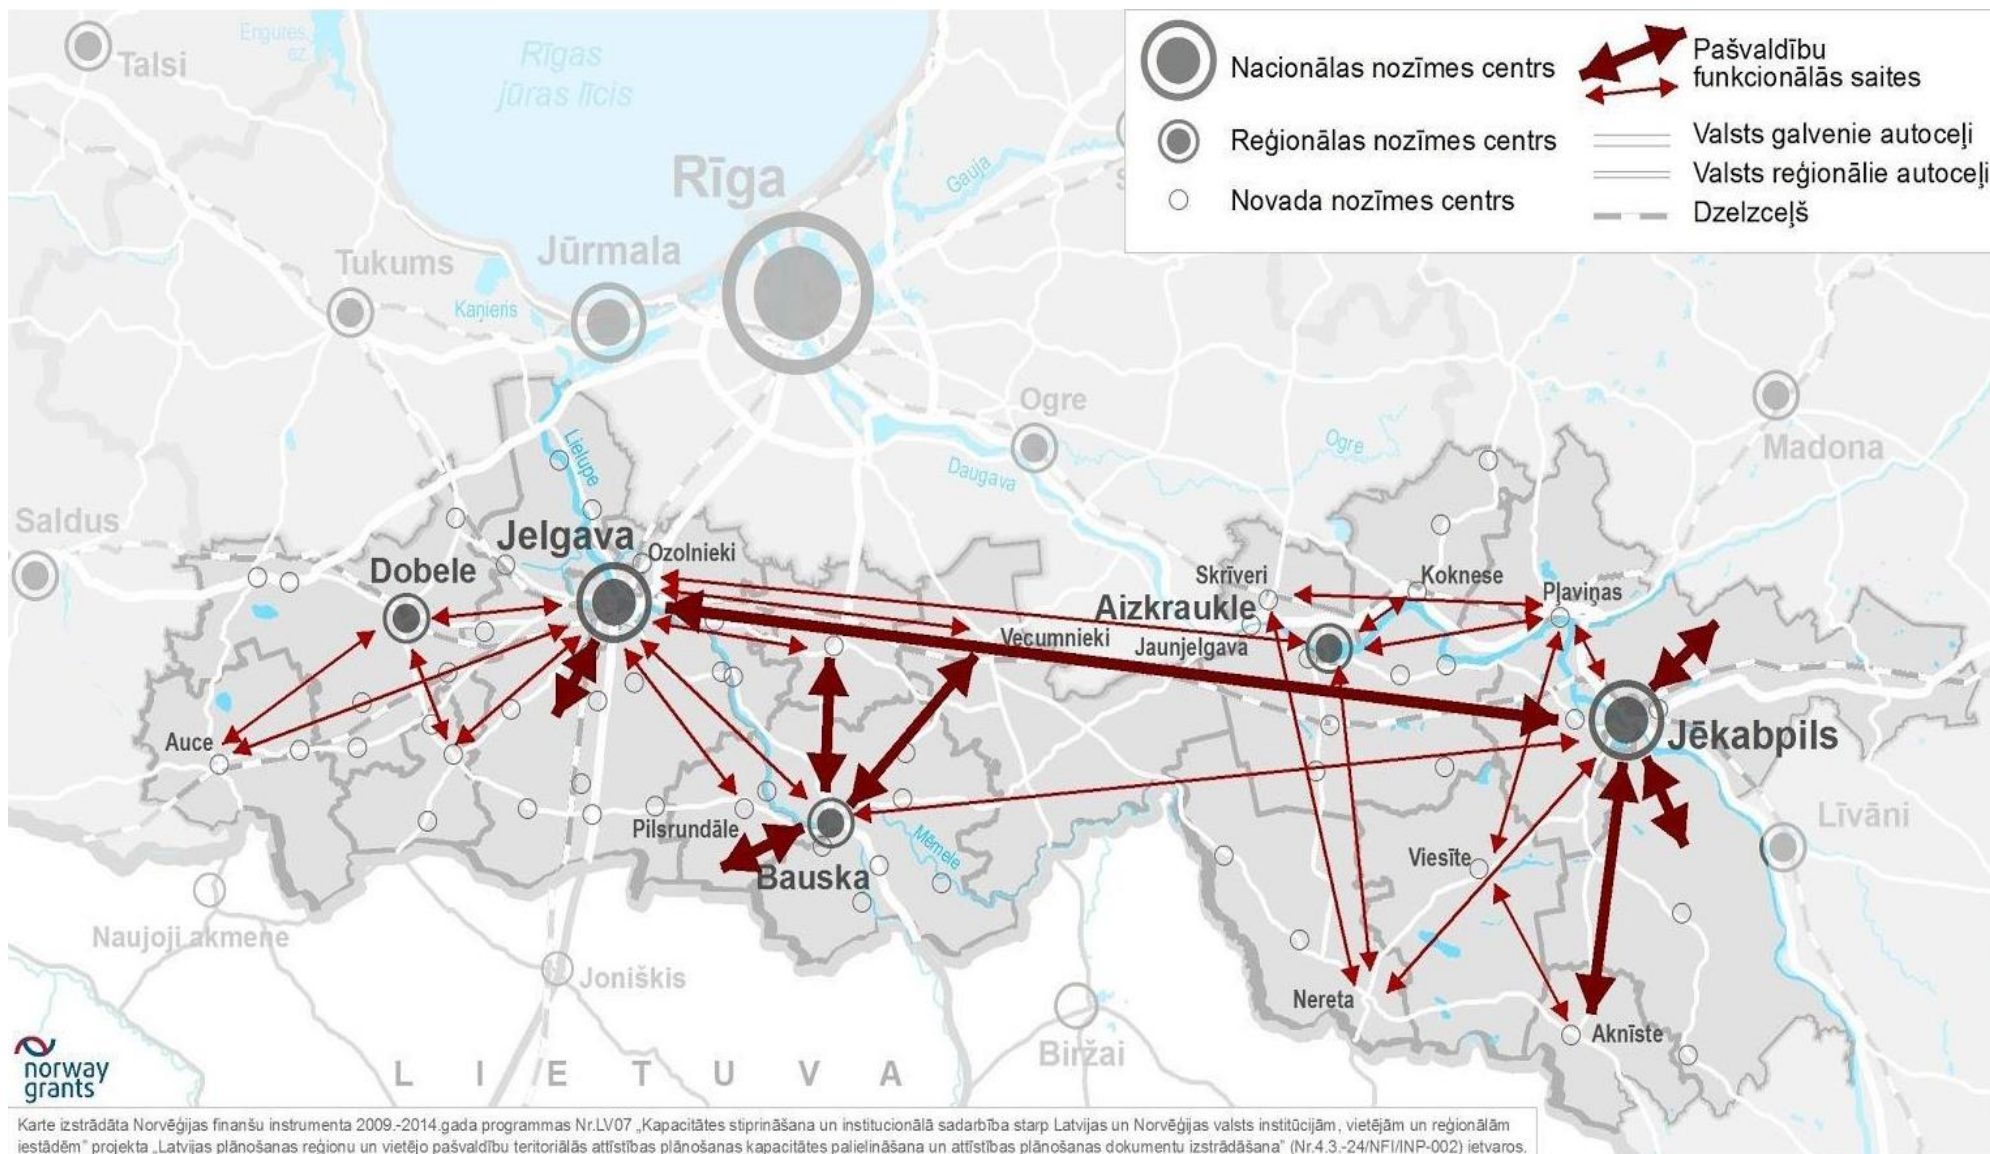 Engures
ez.
Talsi
Rīgas
jūras līcis
Nacionālas nozīmes centrs
Reģionālas nozīmes centrs
Novada nozīmes centrs
Pašvaldību
funkcionālās saites
Valsts galvenie autoceļi
Valsts reģionālie autoceļi
Dzelzceļš
Rīga
Gauja
Jūrmala
Tukums
Kaņieris
Ogre
Ogre
Daugava
Madona
Lielupe
Saldus
Jelgava
Ozolnieki
Dobele
Skrīveri
Koknese
Pļaviņas
Aizkraukle
Vecumnieki
Jaunjelgava
Auce
Jēkabpils
Līvāni
Pilsrundāle
Bauska
Mēmele
Viesīte
Naujoji akmene
Joniškis
Nereta
Aknīste
Biržai
LIETUVA
norway
grants
Karte izstrādāta Norvēģijas finanšu instrumenta 2009.-2014.gada programmas Nr.LV07 „Kapacitātes stiprināšana un institucionālā sadarbība starp Latvijas un Norvēģijas valsts institūcijām, vietējām un reģionālām
iestādēm" projekta „Latvijas plānošanas reģionu un vietējo pašvaldību teritoriālās attīstības plānošanas kapacitātes palielināšana un attīstības plānošanas dokumentu izstrādāšana" (Nr.4.3.-24/NFI/INP-002) ietvaros.